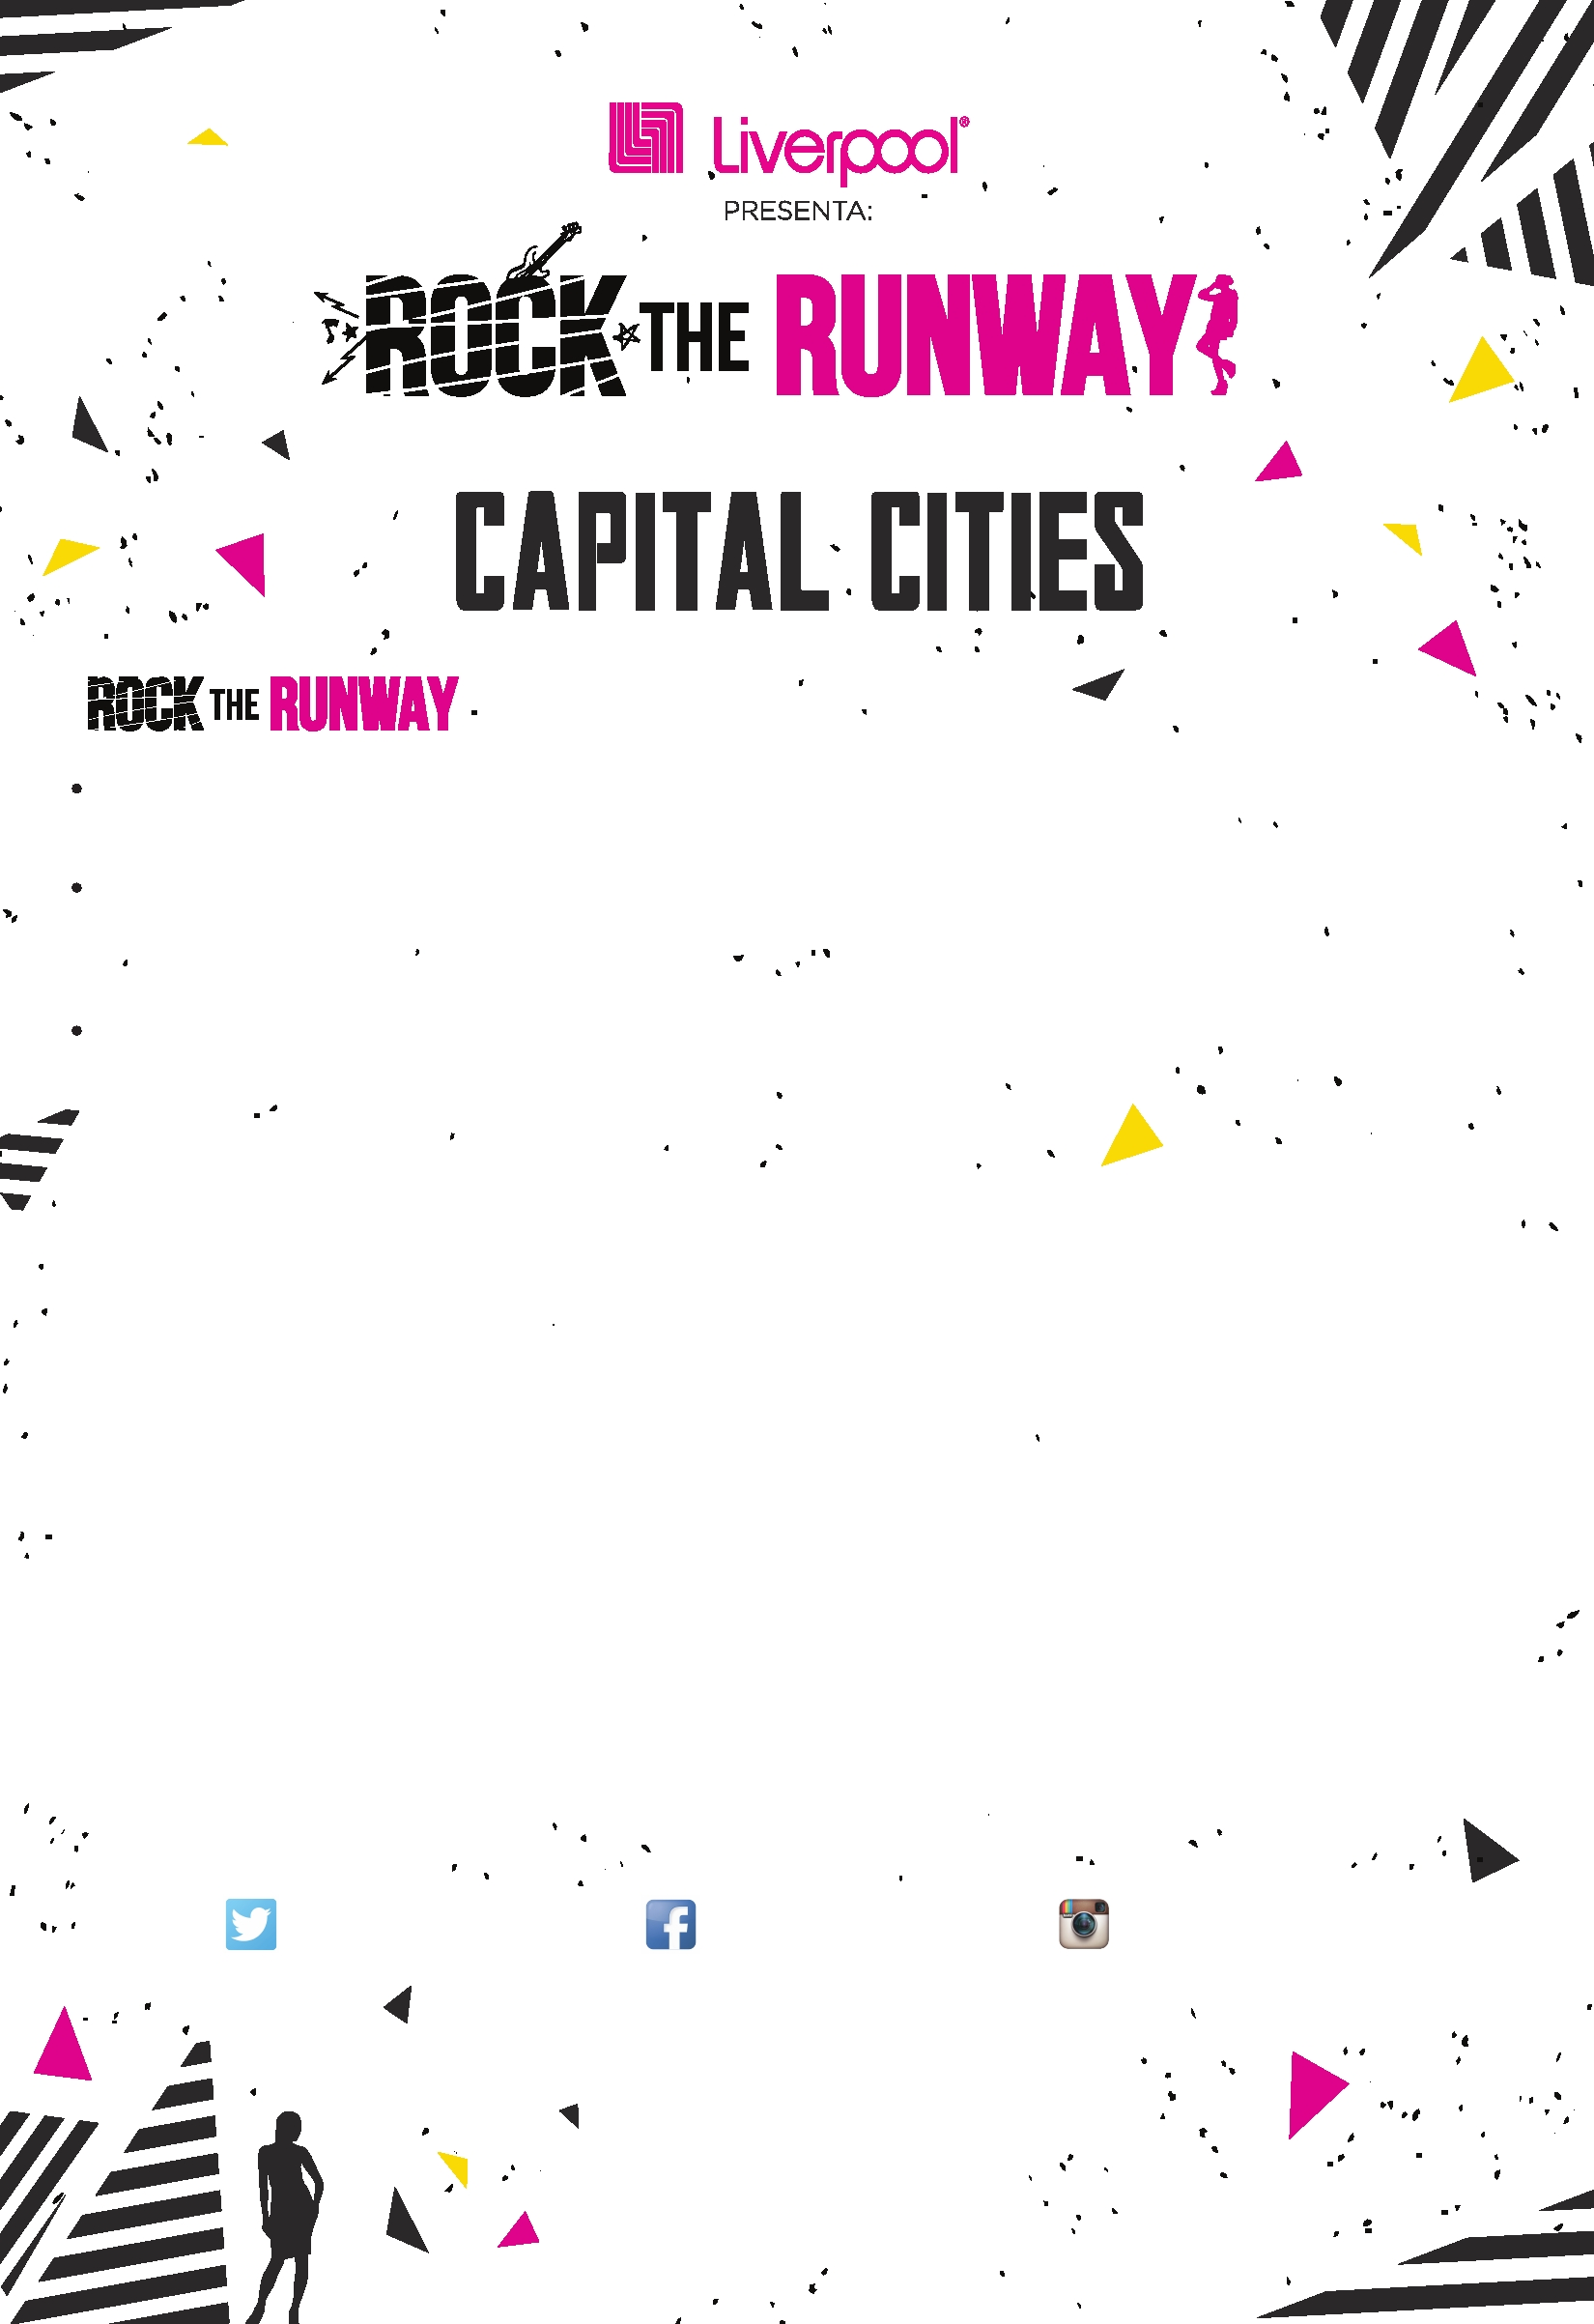 Liverpool®
PRESENTA:
ROCK THE RUNWAY
CAPITAL CITIES
ROCK THE RUNWAY